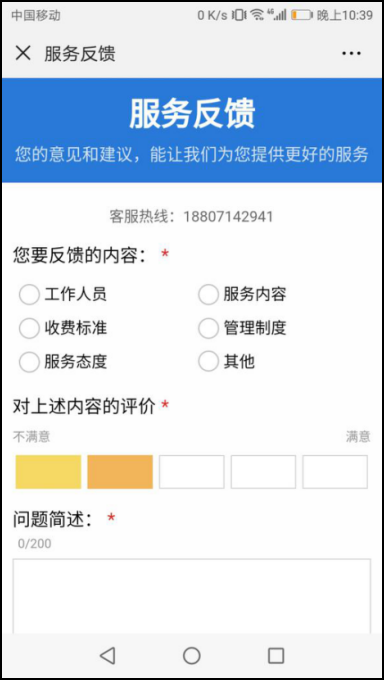 中国移动 0 K/s 46 晚上10:39
服务反馈
服务反馈
您的意见和建议，能让我们为您提供更好的服务
客服热线：18807142941
您要反馈的内容： *
工作人员 服务内容
收费标准 管理制度
服务态度 其他
对上述内容的评价 *
不满意 满意
问题简述： *
0/200